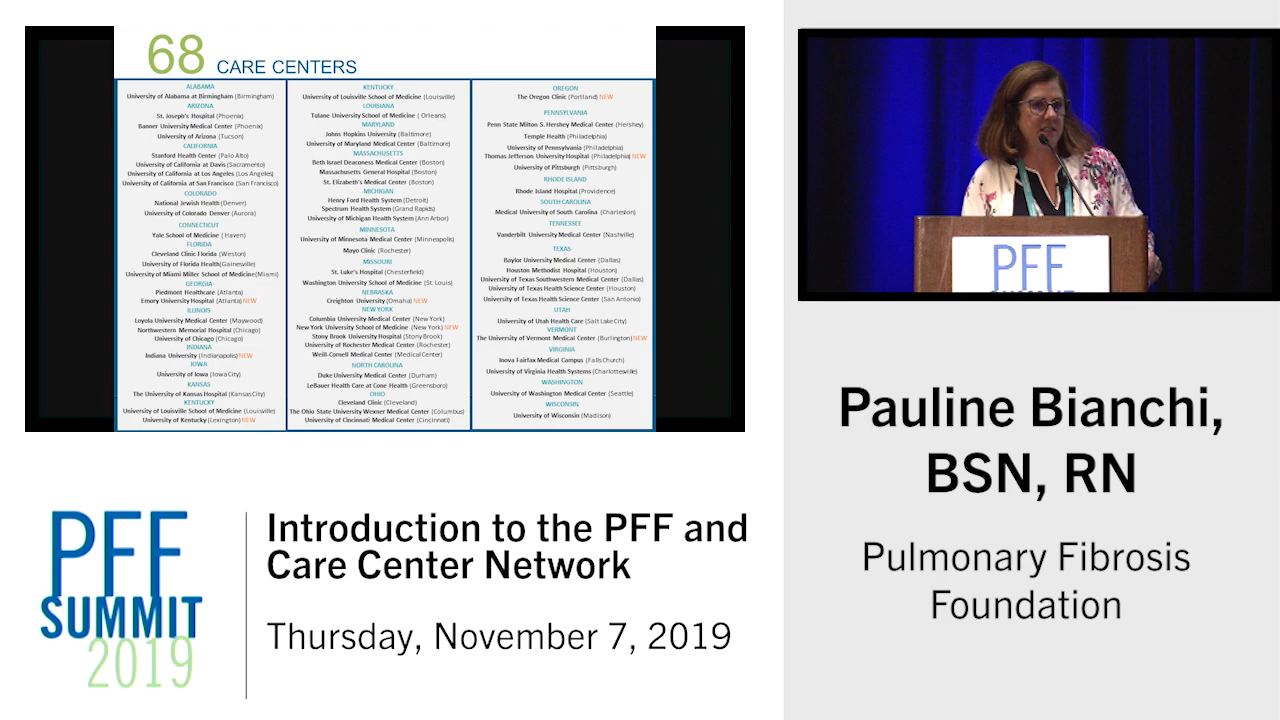 68 CARE CENTERS
ALABAMA
University of Alabama at Birmingham (Birmingham)
ARIZONA
St. Joseph's Hospital (Phoenix)
Banner University Medical Center (Phoenix)
University of Arizona (Tucson)
CALIFORNIA
Stanford Health Center (Palo Alto)
University of California at Davis (Sacramento)
University of California at Los Angeles (Los Angeles)
University of California at San Francisco (San Francisco)
COLORADO
National Jewish Health (Denver)
University of Colorado Denver (Aurora)
CONNECTICUT
Yale School of Medicine ( Haven)
FLORIDA
Cleveland Clinic Florida (Weston)
University of Florida Health (Gainesville)
University of Miami Miller School of Medicine (Miami)
GEORGIA
Piedmont Healthcare (Atlanta)
Emory University Hospital (Atlanta) NEW
ILLINOIS
Loyola University Medical Center (Maywood)
Northwestern Memorial Hospital (Chicago)
University of Chicago (Chicago)
INDIANA
Indiana University (Indianapolis) NEW
IOWA
University of Iowa (Iowa City)
KANSAS
The University of Kansas Hospital (Kansas City)
KENTUCKY
University of Louisville School of Medicine (Louisville)
University of Kentucky (Lexington) NEW
KENTUCKY
University of Louisville School of Medicine (Louisville)
LOUISIANA
Tulane University School of Medicine ( Orleans)
MARYLAND
Johns Hopkins University (Baltimore)
University of Maryland Medical Center (Baltimore)
MASSACHUSETTS
Beth Israel Deaconess Medical Center (Boston)
Massachusetts General Hospital (Boston)
St. Elizabeth's Medical Center (Boston)
MICHIGAN
Henry Ford Health System (Detroit)
Spectrum Health System (Grand Rapids)
University of Michigan Health System (Ann Arbor)
MINNESOTA
University of Minnesota Medical Center (Minneapolis)
Mayo Clinic (Rochester)
MISSOURI
St. Luke's Hospital (Chesterfield)
Washington University School of Medicine (St. Louis)
NEBRASKA
Creighton University (Omaha) NEW
NEW YORK
Columbia University Medical Center (New York)
New York University School of Medicine (New York) NEW
Stony Brook University Hospital (Stony Brook)
University of Rochester Medical Center (Rochester)
Weill-Cornell Medical Center (Medical Center)
NORTH CAROLINA
Duke University Medical Center (Durham)
LeBauer Health Care at Cone Health (Greensboro)
OHIO
Cleveland Clinic (Cleveland)
The Ohio State University Wexner Medical Center (Columbus)
University of Cincinnati Medical Center (Cincinnati)
OREGON
The Oregon Clinic (Portland) NEW
PENNSYLVANIA
Penn State Milton S. Hershey Medical Center (Hershey)
Temple Health (Philadelphia)
University of Pennsylvania (Philadelphia)
Thomas Jefferson University Hospital (Philadelphia) NEW
University of Pittsburgh (Pittsburgh)
RHODE ISLAND
Rhode Island Hospital (Providence)
SOUTH CAROLINA
Medical University of South Carolina (Charleston)
TENNESSEE
Vanderbilt University Medical Center (Nashville)
TEXAS
Baylor University Medical Center (Dallas)
Houston Methodist Hospital (Houston)
University of Texas Southwestern Medical Center (Dallas)
University of Texas Health Science Center (Houston)
University of Texas Health Science Center (San Antonio)
UTAH
University of Utah Health Care (Salt Lake City)
VERMONT
The University of Vermont Medical Center (Burlington) NEW
VIRGINIA
Inova Fairfax Medical Campus (Falls Church)
University of Virginia Health Systems (Charlottesville)
WASHINGTON
University of Washington Medical Center (Seattle)
WISCONSIN
University of Wisconsin (Madison)
PFF
SUMMIT
Pauline Bianchi,
BSN, RN
Pulmonary Fibrosis
Foundation
PFF
SUMMIT
2019
Introduction to the PFF and
Care Center Network
Thursday, November 7, 2019